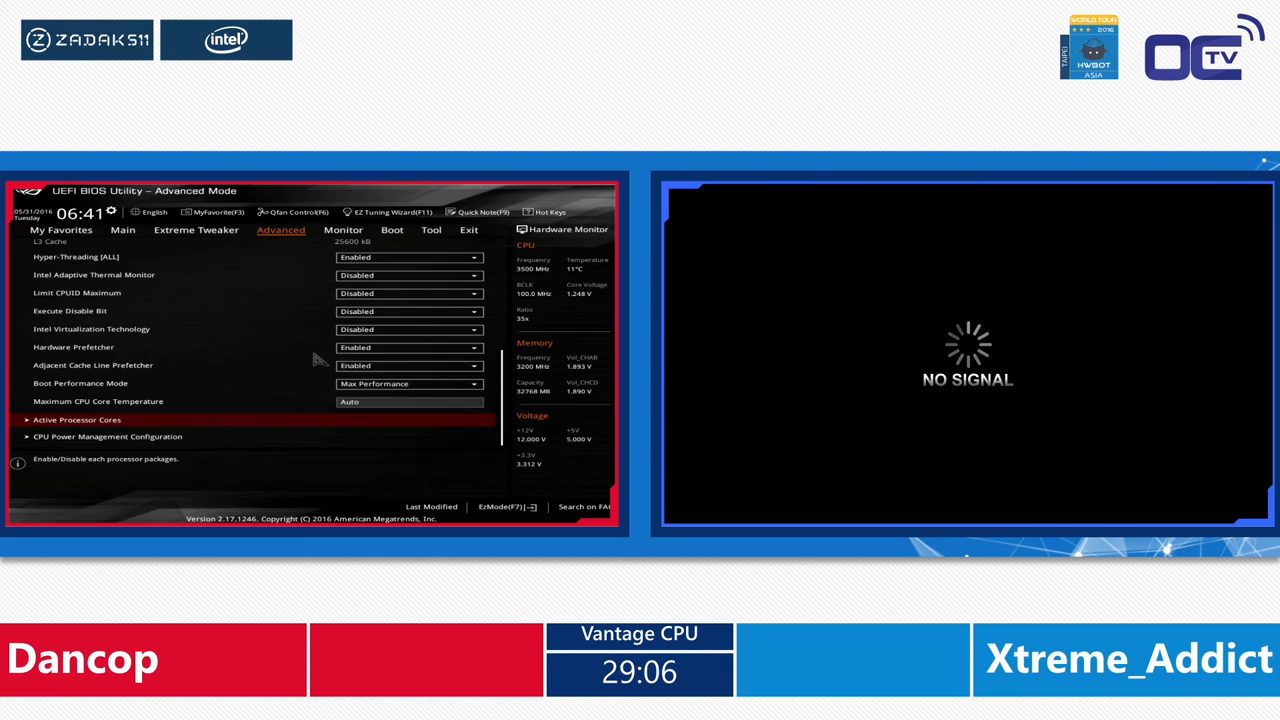 ZADAK511
intel
WORLD TOUR
2016
TAIPEI
HWBOT
ASIA
OC TV
UEFI BIOS Utility – Advanced Mode
05/31/2016
Tuesday
06:41
English
MyFavorite(F3)
Qfan Control(F6)
EZ Tuning Wizard(F11)
Quick Note(F9)
Hot Keys
My Favorites Main Extreme Tweaker Advanced Monitor Boot Tool Exit
L3 Cache 25600 kB
Hyper-Threading [ALL] Enabled
Intel Adaptive Thermal Monitor Disabled
Limit CPUID Maximum Disabled
Execute Disable Bit Disabled
Intel Virtualization Technology Disabled
Hardware Prefetcher Enabled
Adjacent Cache Line Prefetcher Enabled
Boot Performance Mode Max Performance
Maximum CPU Core Temperature Auto
Active Processor Cores
CPU Power Management Configuration
Enable/Disable each processor packages.
Hardware Monitor
CPU
Frequency Temperature
3500 MHz 11°C
BCLK Core Voltage
100.0 MHz 1.248 V
Ratio
35x
Memory
Frequency Vol_CHAB
3200 MHz 1.893 V
Capacity Vol_CHCD
32768 MB 1.890 V
Voltage
+12V +5V
12.000 V 5.000 V
+3.3V
3.312 V
Last Modified EzMode(F7) Search on FA
Version 2.17.1246. Copyright (C) 2016 American Megatrends, Inc.
NO SIGNAL
Dancop
Vantage CPU
29:06
Xtreme_Addict